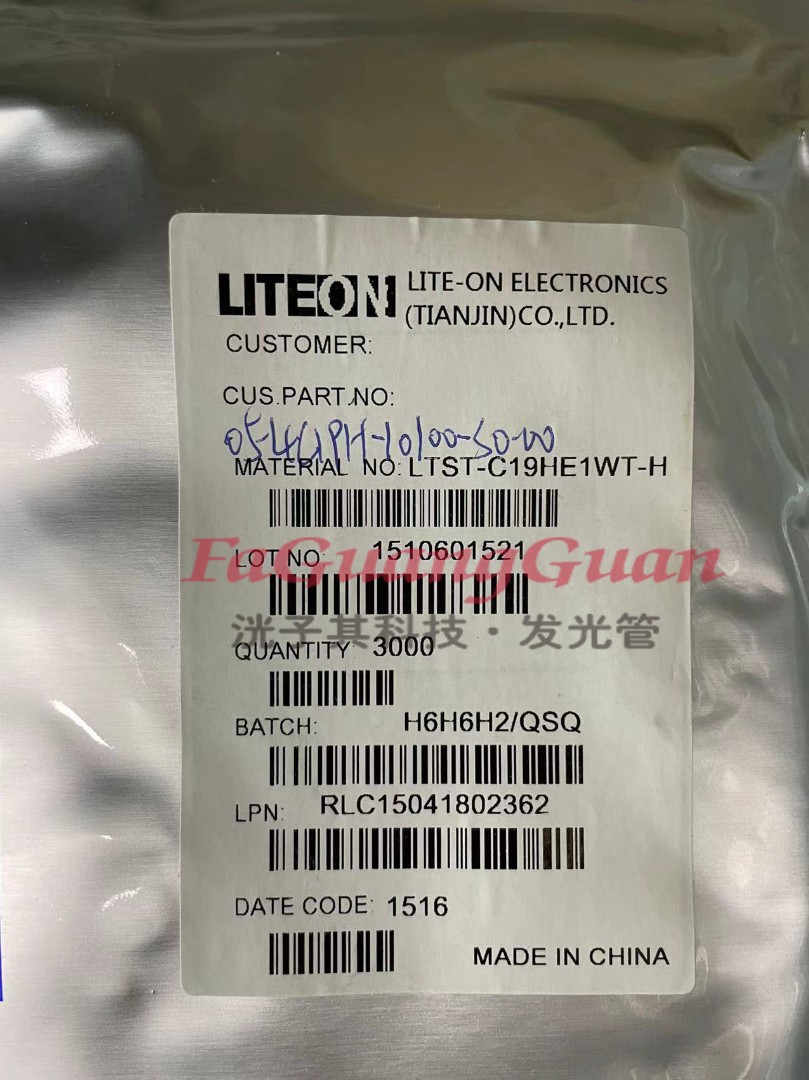 LITEON LITE-ON ELECTRONICS
(TIANJIN)CO.,LTD.
CUSTOMER:
CUS.PART.NO:
MATERIAL NO: LTST-C19HE1WT-H
LOT NO: 1510601521
FaGuangGuan
洸子其科技·发光管
QUANTITY 3000
BATCH: H6H6H2/QSQ
LPN: RLC15041802362
DATE CODE: 1516
MADE IN CHINA